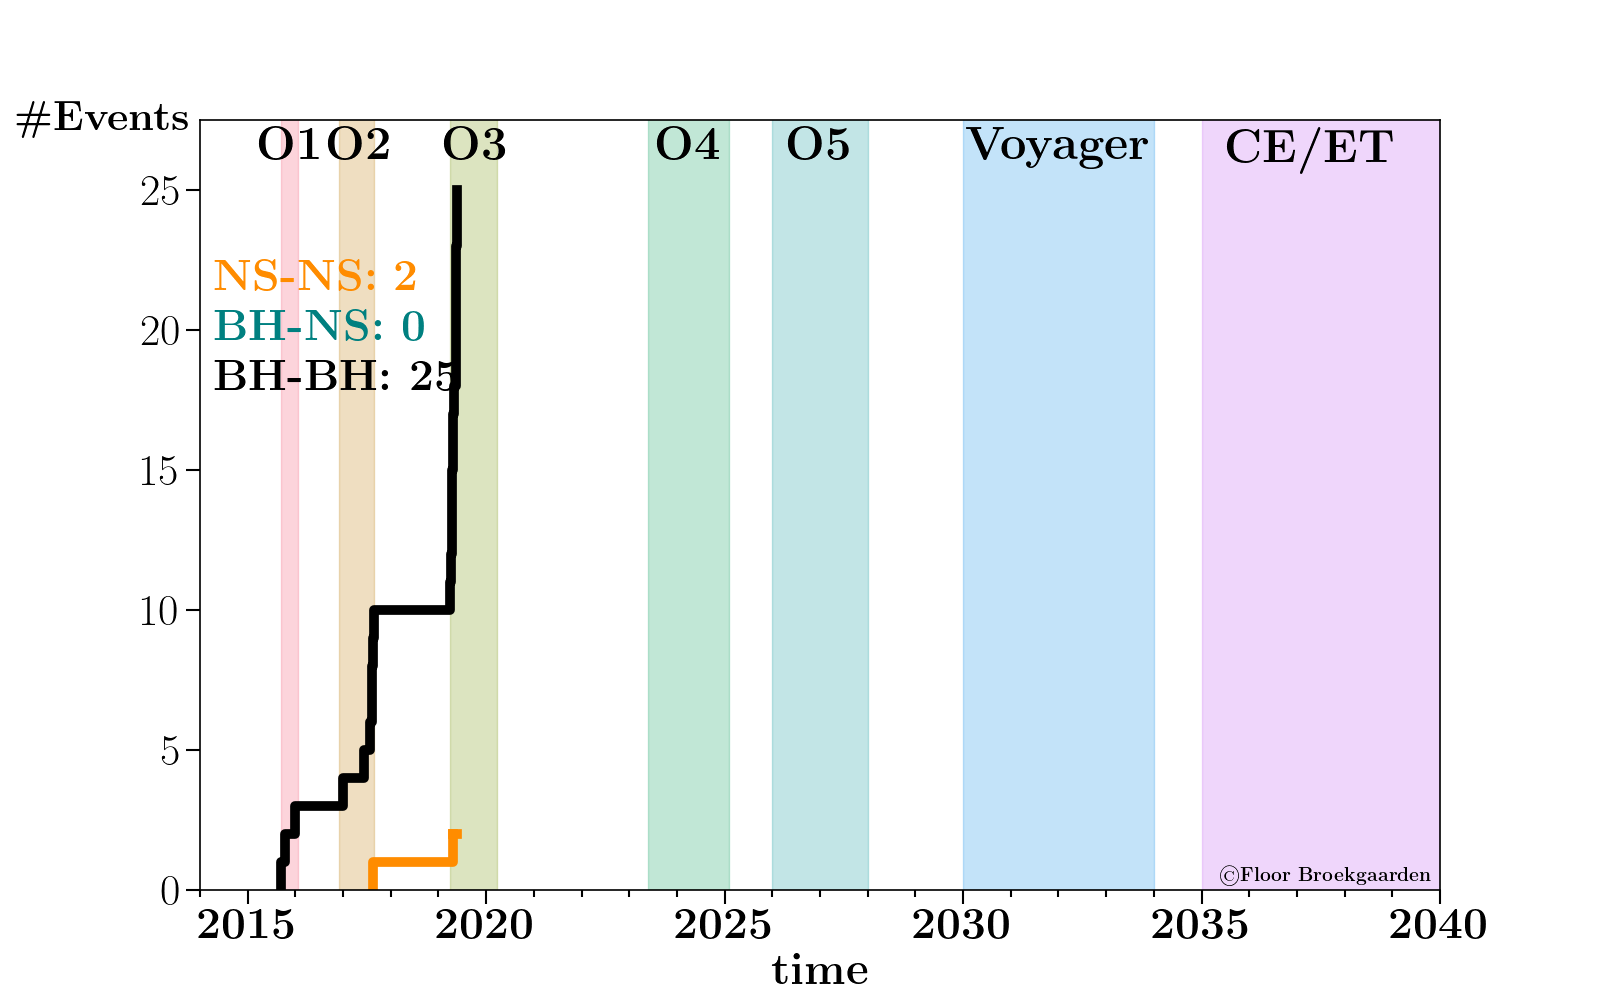 #Events
O1 O2 O3 O4 O5 Voyager CE/ET
25
NS-NS: 2
20
BH-NS: 0
BH-BH: 25
15
10
5
0
©Floor Broekgaarden
2015 2020 2025 2030 2035 2040
time